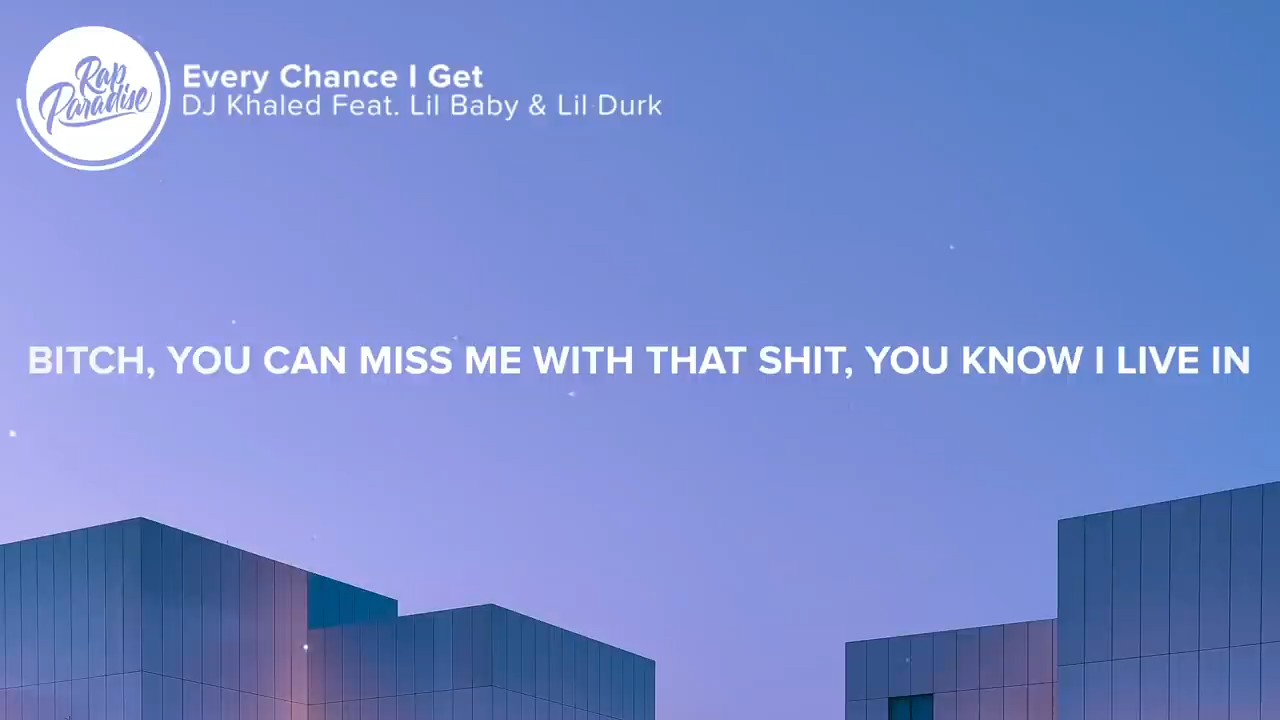 Rap
Paradise
Every Chance I Get
DJ Khaled Feat. Lil Baby & Lil Durk
BITCH, YOU CAN MISS ME WITH THAT SHIT, YOU KNOW I LIVE IN